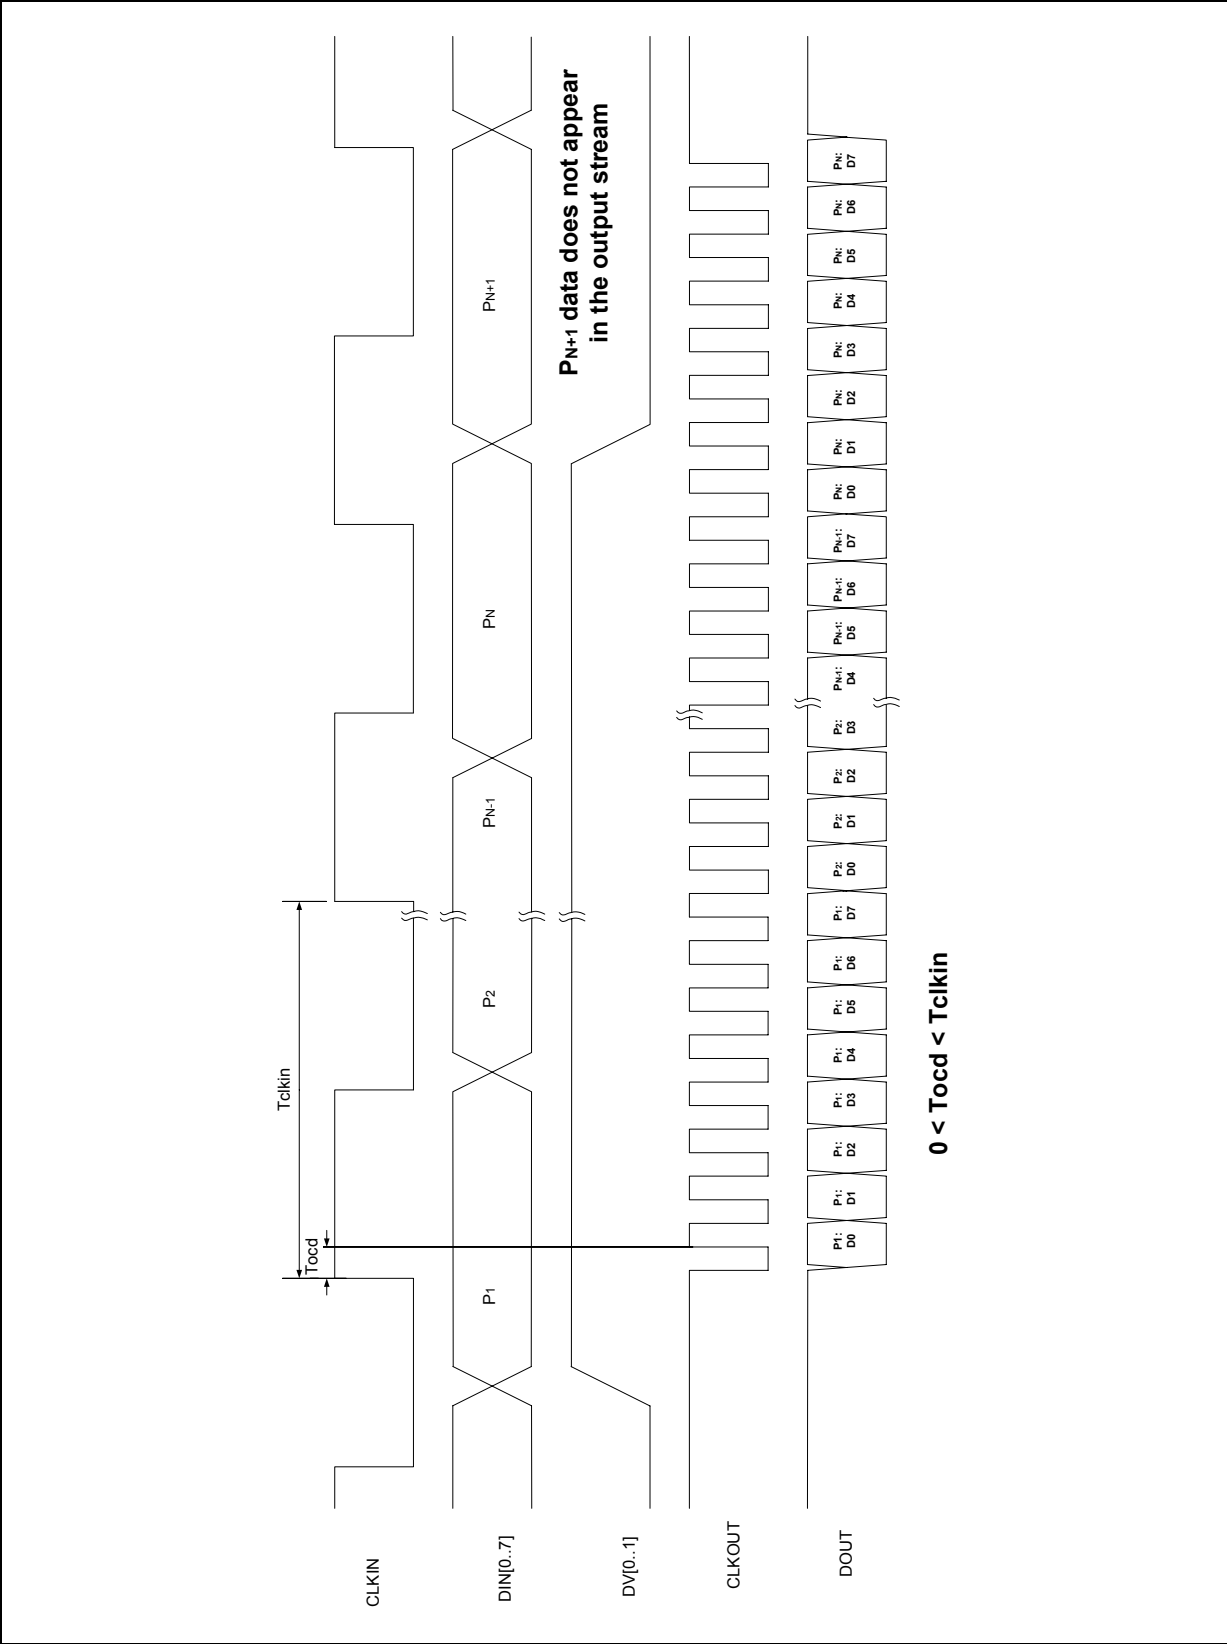 Tclkin
Tocd
CLKIN
P1
P2
PN-1
PN
PN+1
DIN[0..7]
PN+1 data does not appear
in the output stream
DV[0..1]
CLKOUT
P1:
D0
P1:
D1
P1:
D2
P1:
D3
P1:
D4
P1:
D5
P1:
D6
P1:
D7
P2:
D0
P2:
D1
P2:
D2
P2:
D3
PN-1:
D4
PN-1:
D5
PN-1:
D6
PN-1:
D7
PN:
D0
PN:
D1
PN:
D2
PN:
D3
PN:
D4
PN:
D5
PN:
D6
PN:
D7
DOUT
0 < Tocd < Tclkin